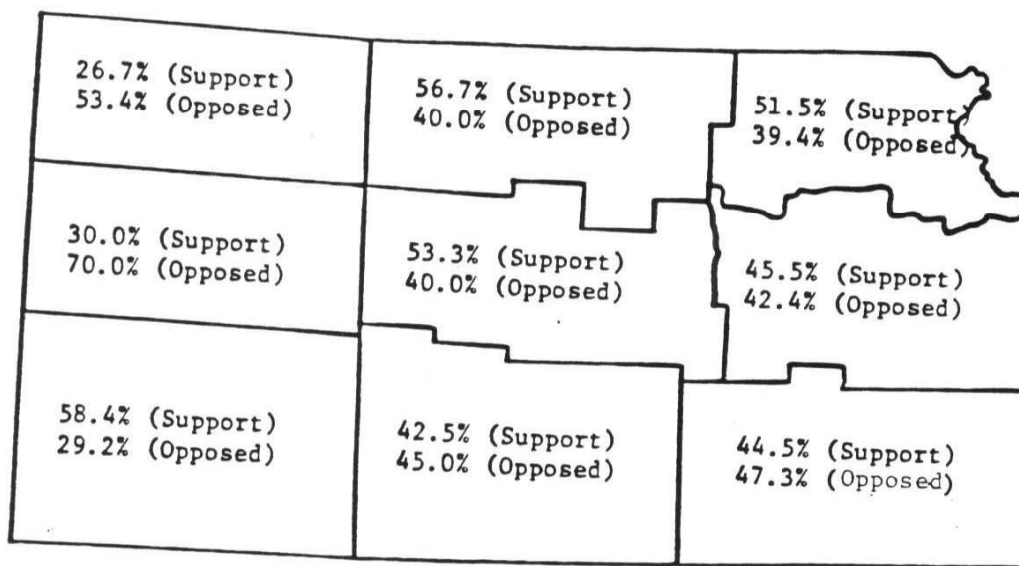 26.7% (Support)
53.4% (Opposed)
56.7% (Support)
40.0% (Opposed)
51.5% (Support)
39.4% (Opposed)
30.0% (Support)
70.0% (Opposed)
53.3% (Support)
40.0% (Opposed)
45.5% (Support)
42.4% (Opposed)
58.4% (Support)
29.2% (Opposed)
42.5% (Support)
45.0% (Opposed)
44.5% (Support)
47.3% (Opposed)